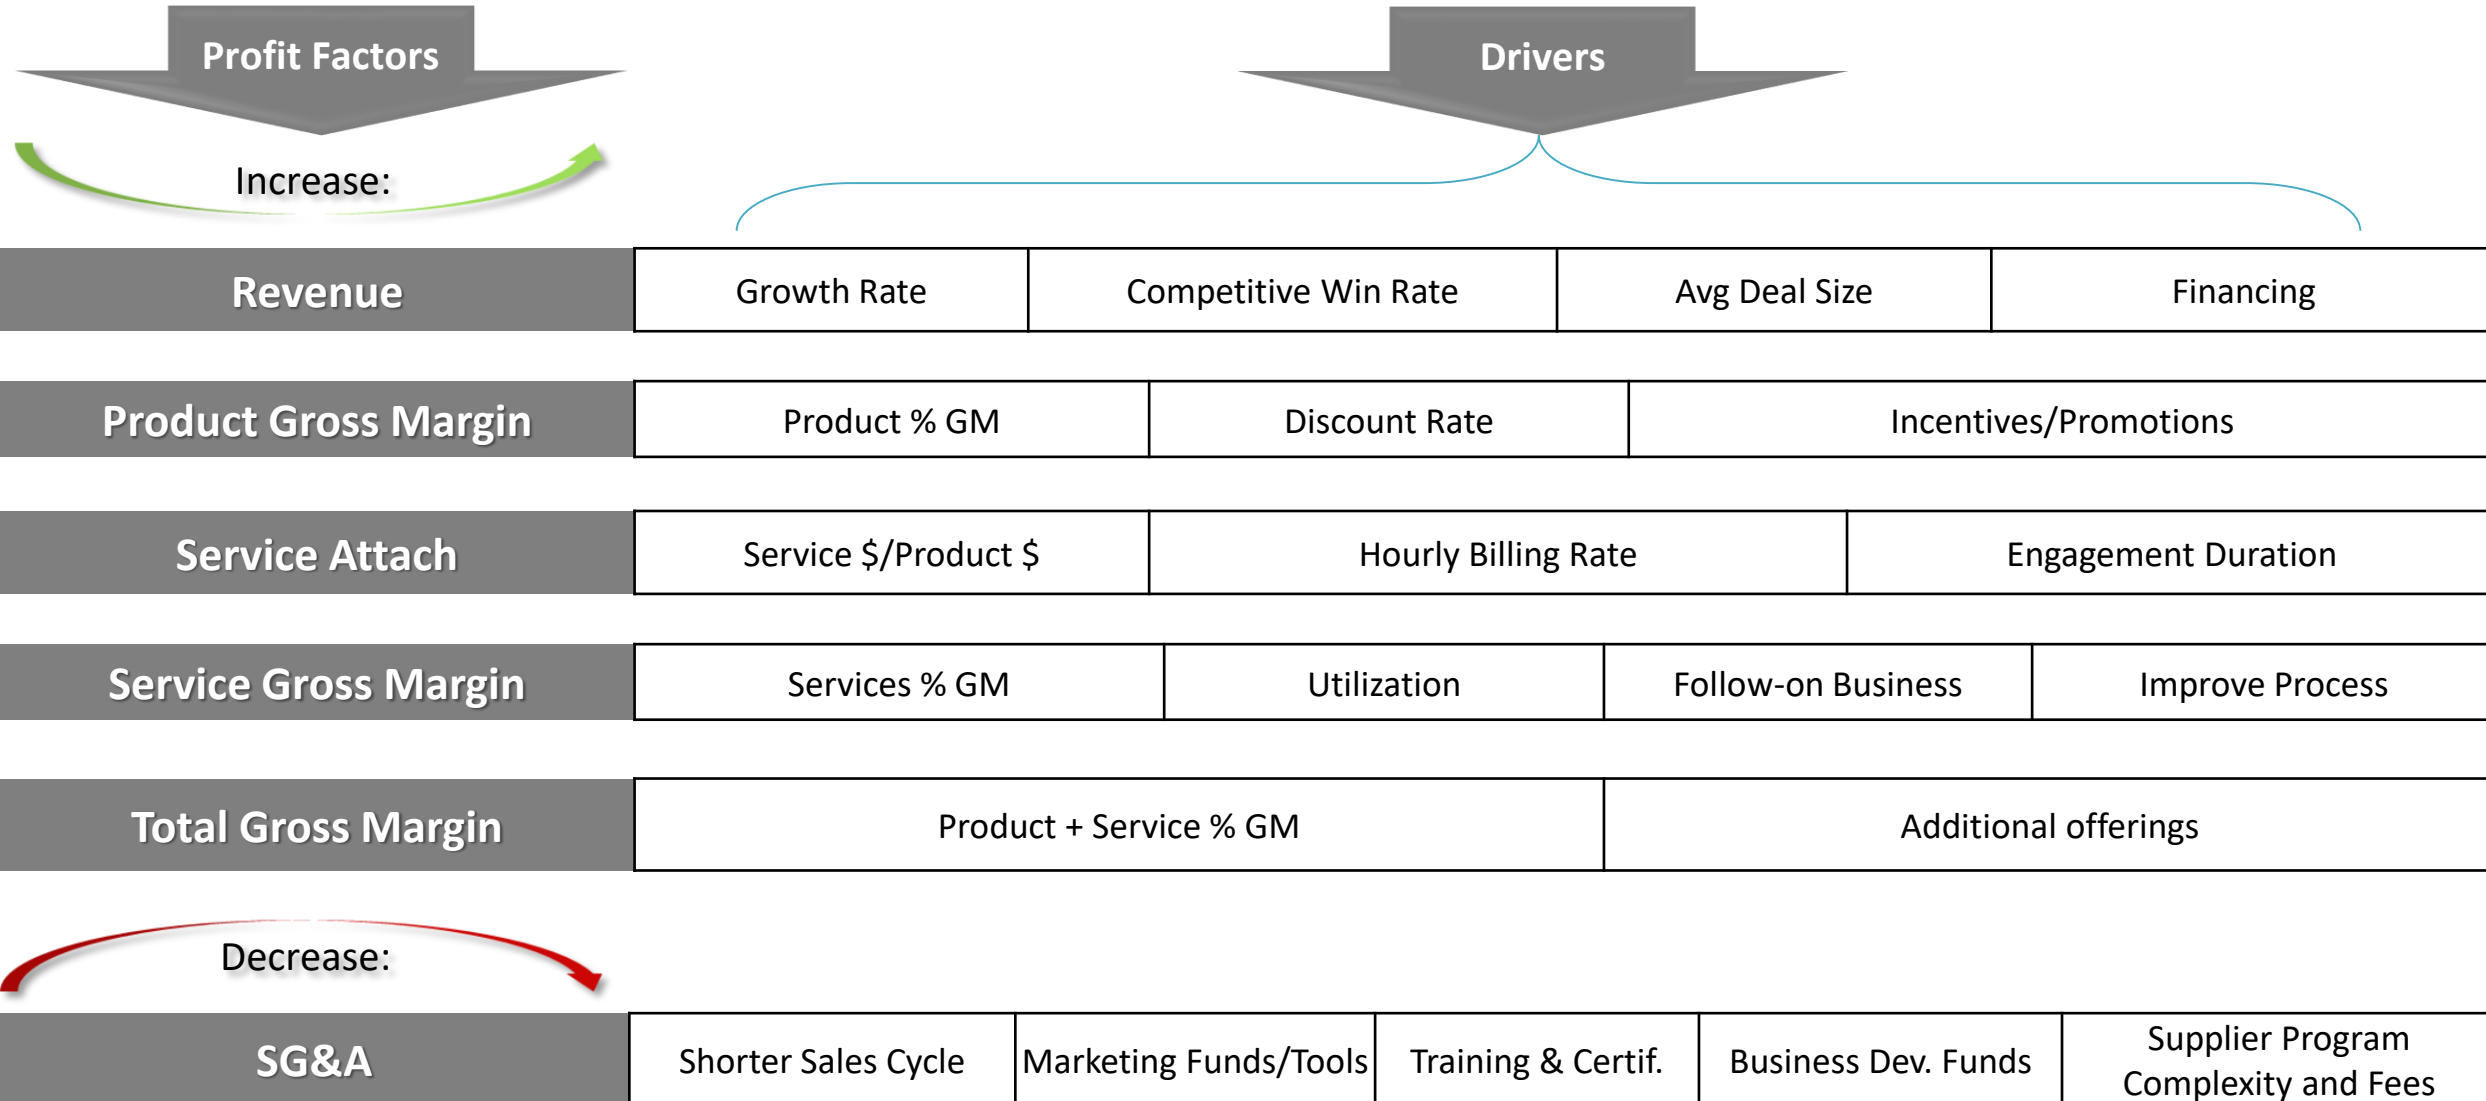 Profit Factors
Drivers
Increase:
Revenue
Growth Rate
Competitive Win Rate
Avg Deal Size
Financing
Product Gross Margin
Product % GM
Discount Rate
Incentives/Promotions
Service Attach
Service $/Product $
Hourly Billing Rate
Engagement Duration
Service Gross Margin
Services % GM
Utilization
Follow-on Business
Improve Process
Total Gross Margin
Product + Service % GM
Additional offerings
Decrease:
SG&A
Shorter Sales Cycle
Marketing Funds/Tools
Training & Certif.
Business Dev. Funds
Supplier Program
Complexity and Fees